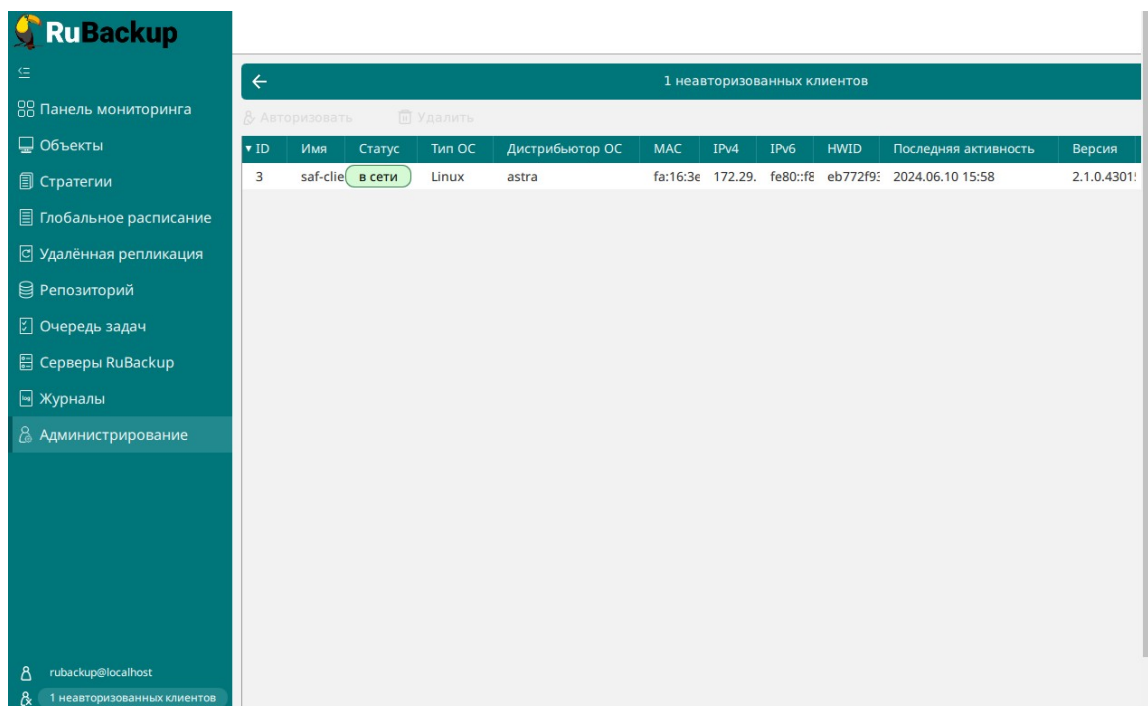 RuBackup
1 неавторизованных клиентов
Панель мониторинга
Авторизовать Удалить
Объекты
ID Имя Статус Тип ОС Дистрибьютор ОС MAC IPv4 IPv6 HWID Последняя активность Версия
3 saf-clie в сети Linux astra fa:16:3e 172.29. fe80::f8 eb772f93 2024.06.10 15:58 2.1.0.4301
Стратегии
Глобальное расписание
Удалённая репликация
Репозиторий
Очередь задач
Серверы RuBackup
Журналы
Администрирование
rubackup@localhost
1 неавторизованных клиентов